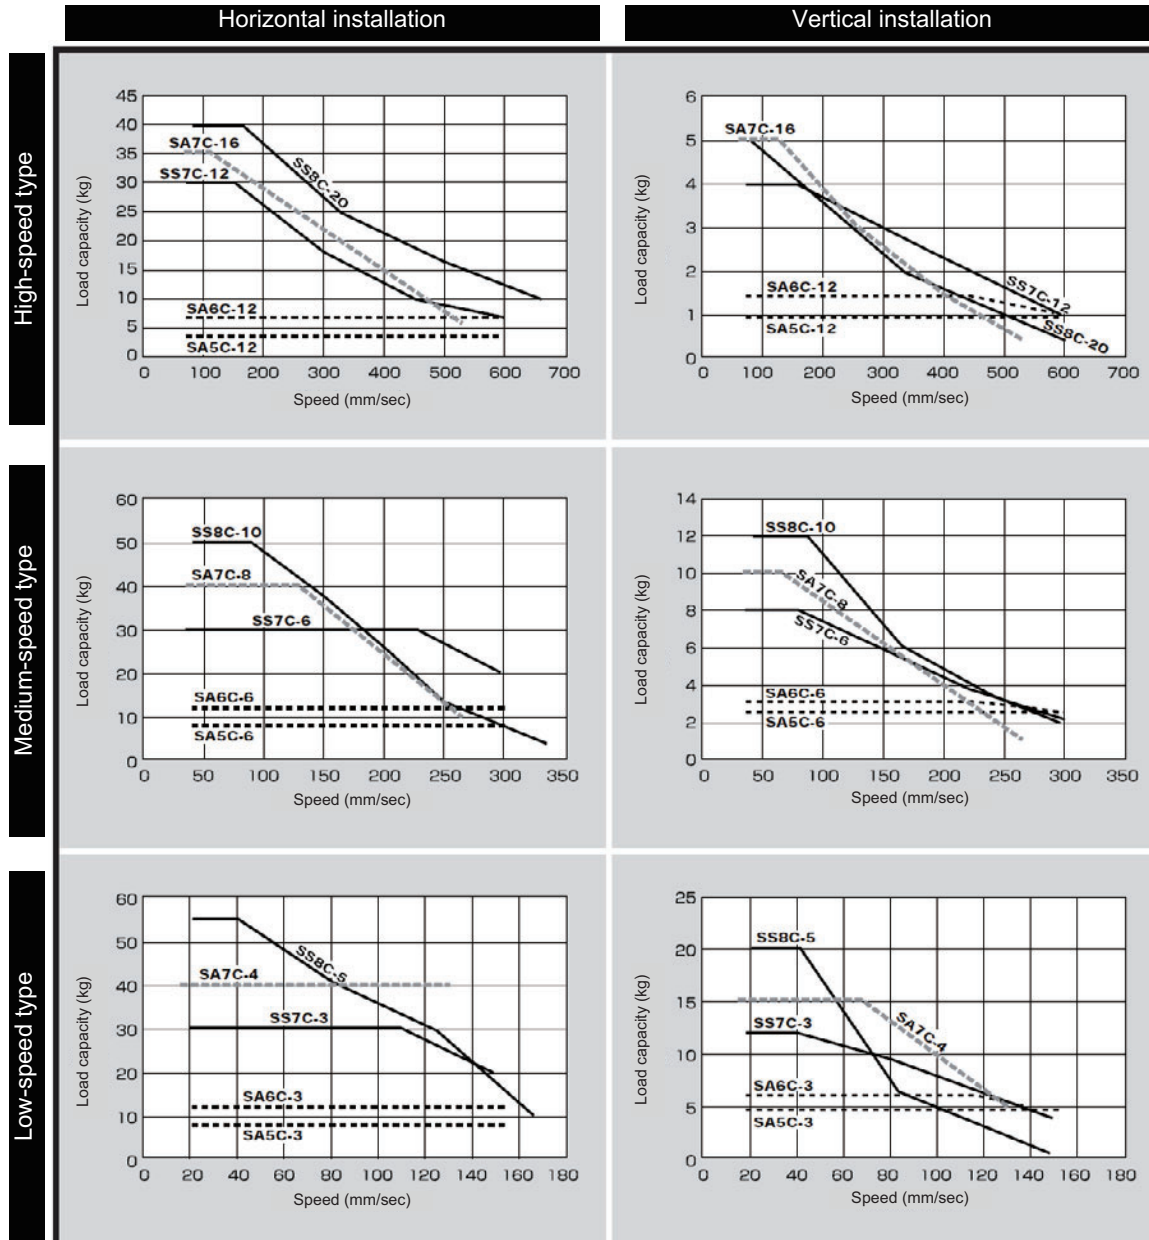 Horizontal installation
Vertical installation
High-speed type
Load capacity (kg)
45
40
35
30
25
20
15
10
5
0
SA7C-16
SS7C-12
SS8C-20
SA6C-12
SA5C-12
0 100 200 300 400 500 600 700
Speed (mm/sec)
Load capacity (kg)
6
5
4
3
2
1
0
SA7C-16
SA6C-12
SS7C-12
SA5C-12
SS8C-20
0 100 200 300 400 500 600 700
Speed (mm/sec)
Medium-speed type
Load capacity (kg)
60
50
40
30
20
10
0
SS8C-10
SA7C-8
SS7C-6
SA6C-6
SA5C-6
0 50 100 150 200 250 300 350
Speed (mm/sec)
Load capacity (kg)
14
12
10
8
6
4
2
0
SS8C-10
SA7C-8
SS7C-6
SA6C-6
SA5C-6
0 50 100 150 200 250 300 350
Speed (mm/sec)
Low-speed type
Load capacity (kg)
60
50
40
30
20
10
0
SS8C-5
SA7C-4
SS7C-3
SA6C-3
SA5C-3
0 20 40 60 80 100 120 140 160 180
Speed (mm/sec)
Load capacity (kg)
25
20
15
10
5
0
SS8C-5
SS7C-3
SA7C-4
SA6C-3
SA5C-3
0 20 40 60 80 100 120 140 160 180
Speed (mm/sec)